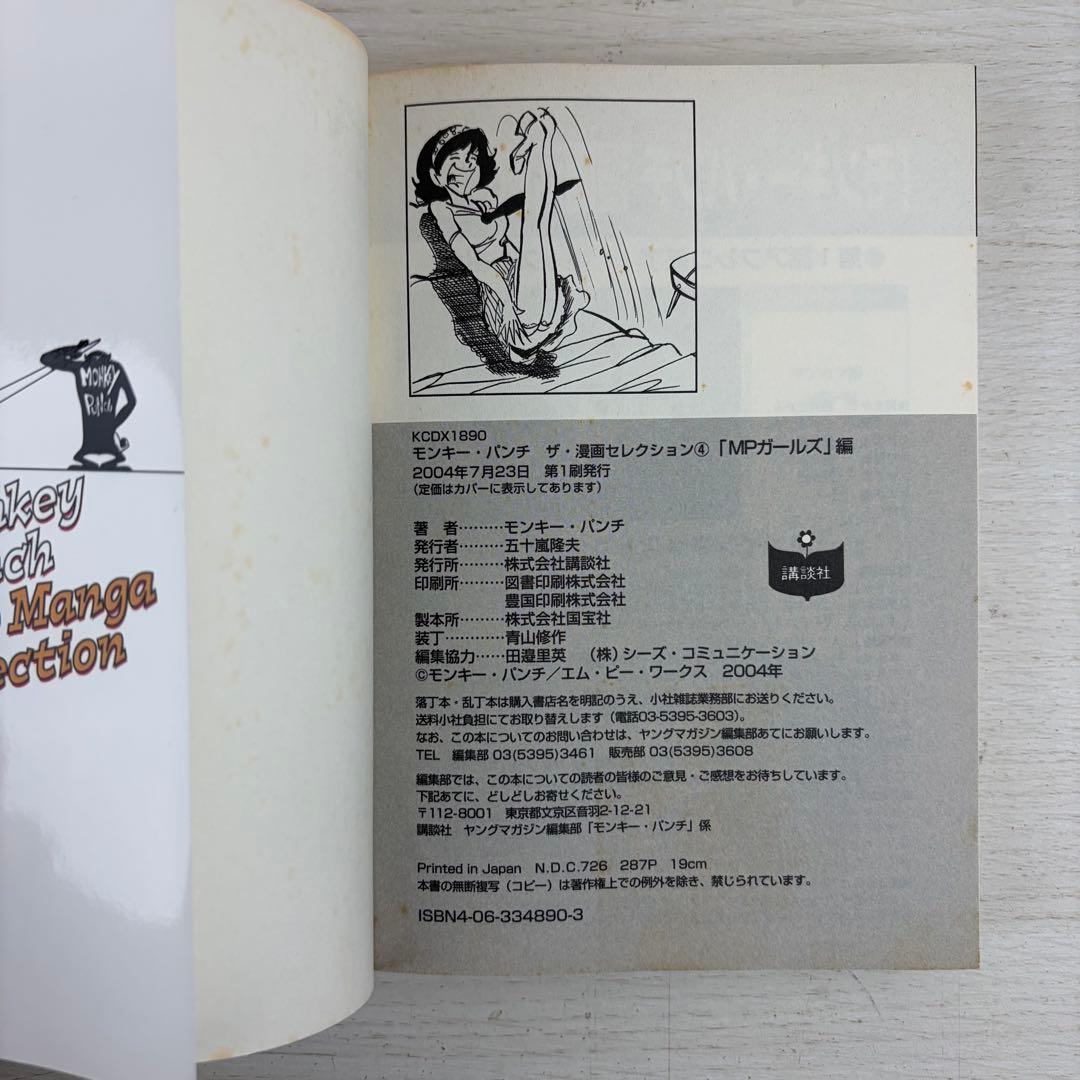 MONKEY
PUNCH
Manga
KCDX1890
モンキー・パンチ ザ・漫画セレクション④「MPガールズ」編
2004年7月23日 第1刷発行
(定価はカバーに表示してあります)
著 者………モンキー・パンチ
発行者………五十嵐隆夫
発行所………株式会社講談社
印刷所………図書印刷株式会社
豊国印刷株式会社
製本所………株式会社国宝社
装丁…………青山修作
編集協力……田邉里英 (株)シーズ・コミュニケーション
©モンキー・パンチ/エム・ピー・ワークス 2004年
講談社
落丁本・乱丁本は購入書店名を明記のうえ、小社雑誌業務部にお送りください。
送料小社負担にてお取り替えします(電話03-5395-3603)。
なお、この本についてのお問い合わせは、ヤングマガジン編集部あてにお願いします。
TEL 編集部 03(5395)3461 販売部 03(5395)3608
編集部では、この本についての読者の皆様のご意見・ご感想をお待ちしています。
下記あてに、どしどしお寄せください。
〒112-8001 東京都文京区音羽2-12-21
講談社 ヤングマガジン編集部「モンキー・パンチ」係
Printed in Japan N.D.C.726 287P 19cm
本書の無断複写(コピー)は著作権上での例外を除き、禁じられています。
ISBN4-06-334890-3